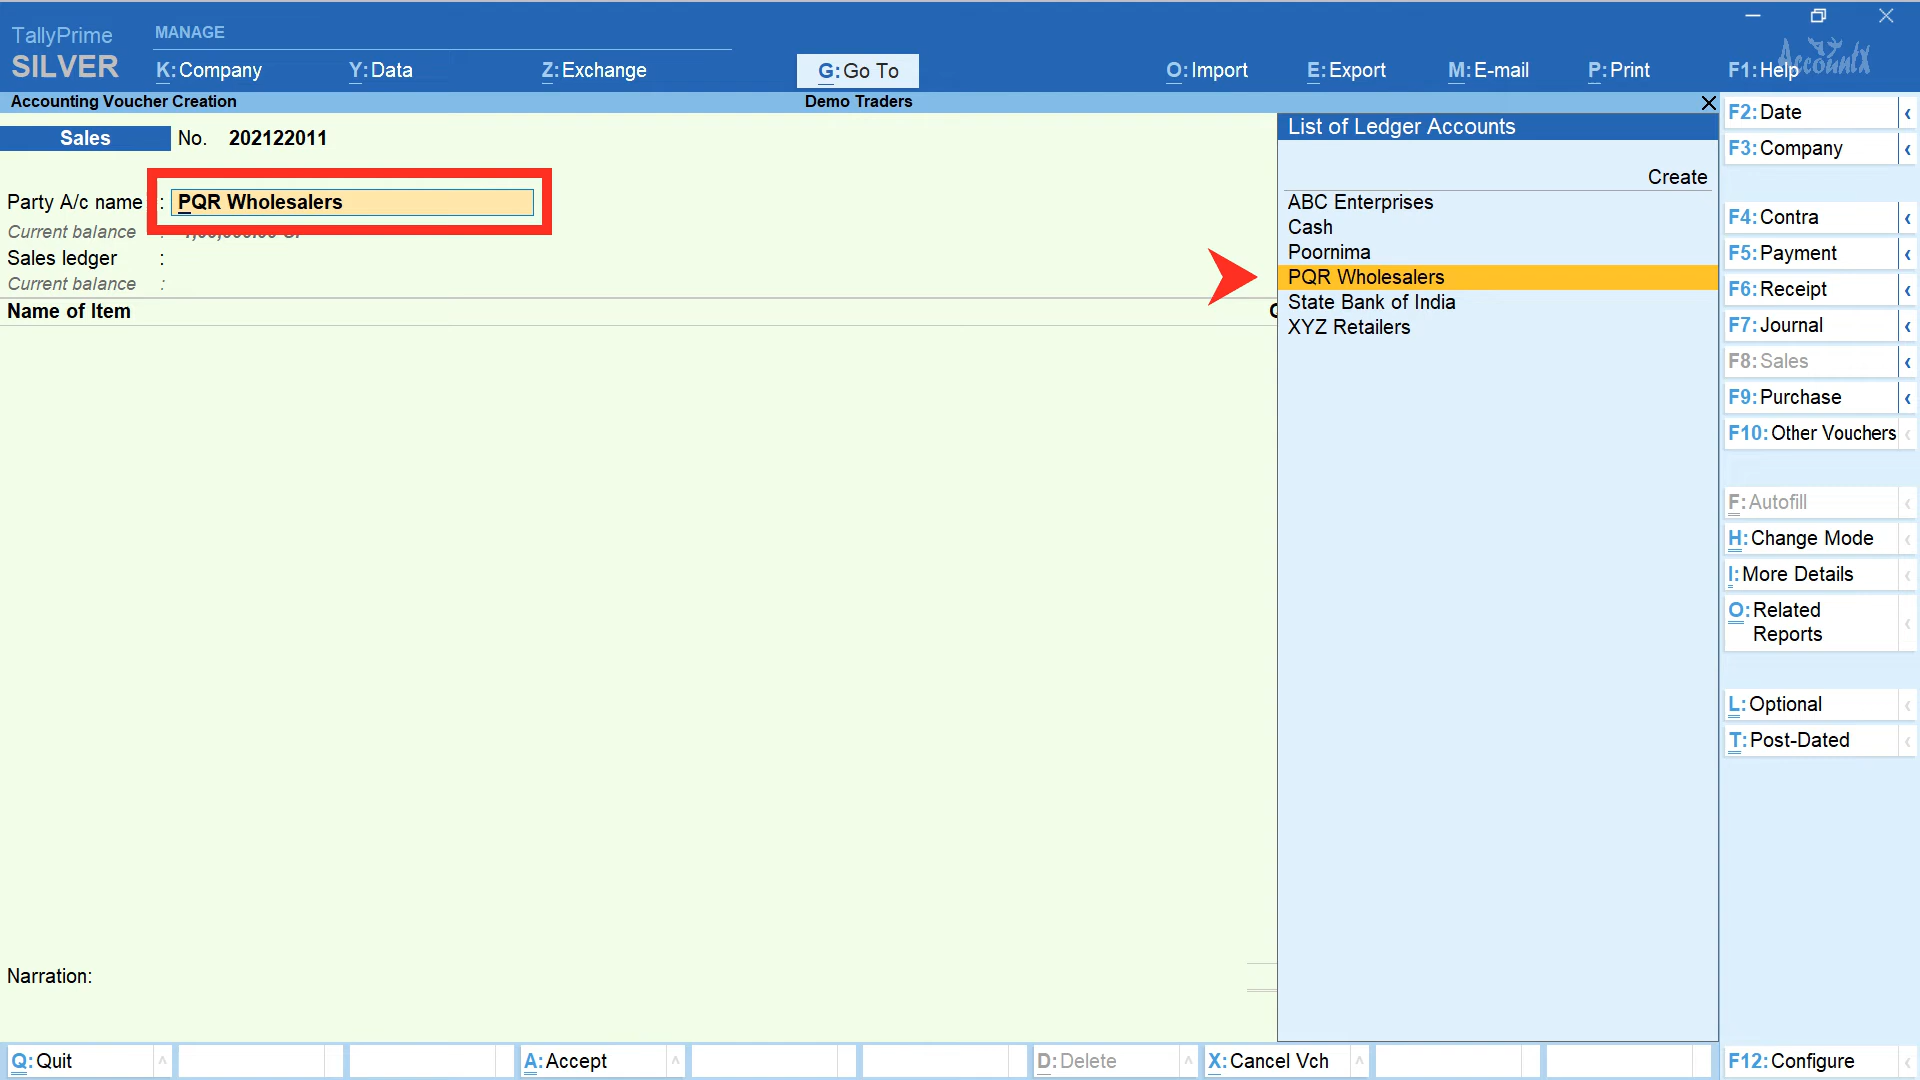 TallyPrime
SILVER
MANAGE
K:Company
Y:Data
Z:Exchange
G:Go To
O:Import
E:Export
M:E-mail
P:Print
F1:Help
AccountX
Accounting Voucher Creation
Demo Traders
Sales
No. 202122011
Party A/c name : PQR Wholesalers
Current balance :
Sales ledger :
Current balance :
Name of Item
Narration:
List of Ledger Accounts
Create
ABC Enterprises
Cash
Poornima
PQR Wholesalers
State Bank of India
XYZ Retailers
F2:Date
F3:Company
F4:Contra
F5:Payment
F6:Receipt
F7:Journal
F8:Sales
F9:Purchase
F10:Other Vouchers
F:Autofill
H:Change Mode
I:More Details
O:Related
Reports
L:Optional
T:Post-Dated
Q:Quit
A:Accept
D:Delete
X:Cancel Vch
F12:Configure